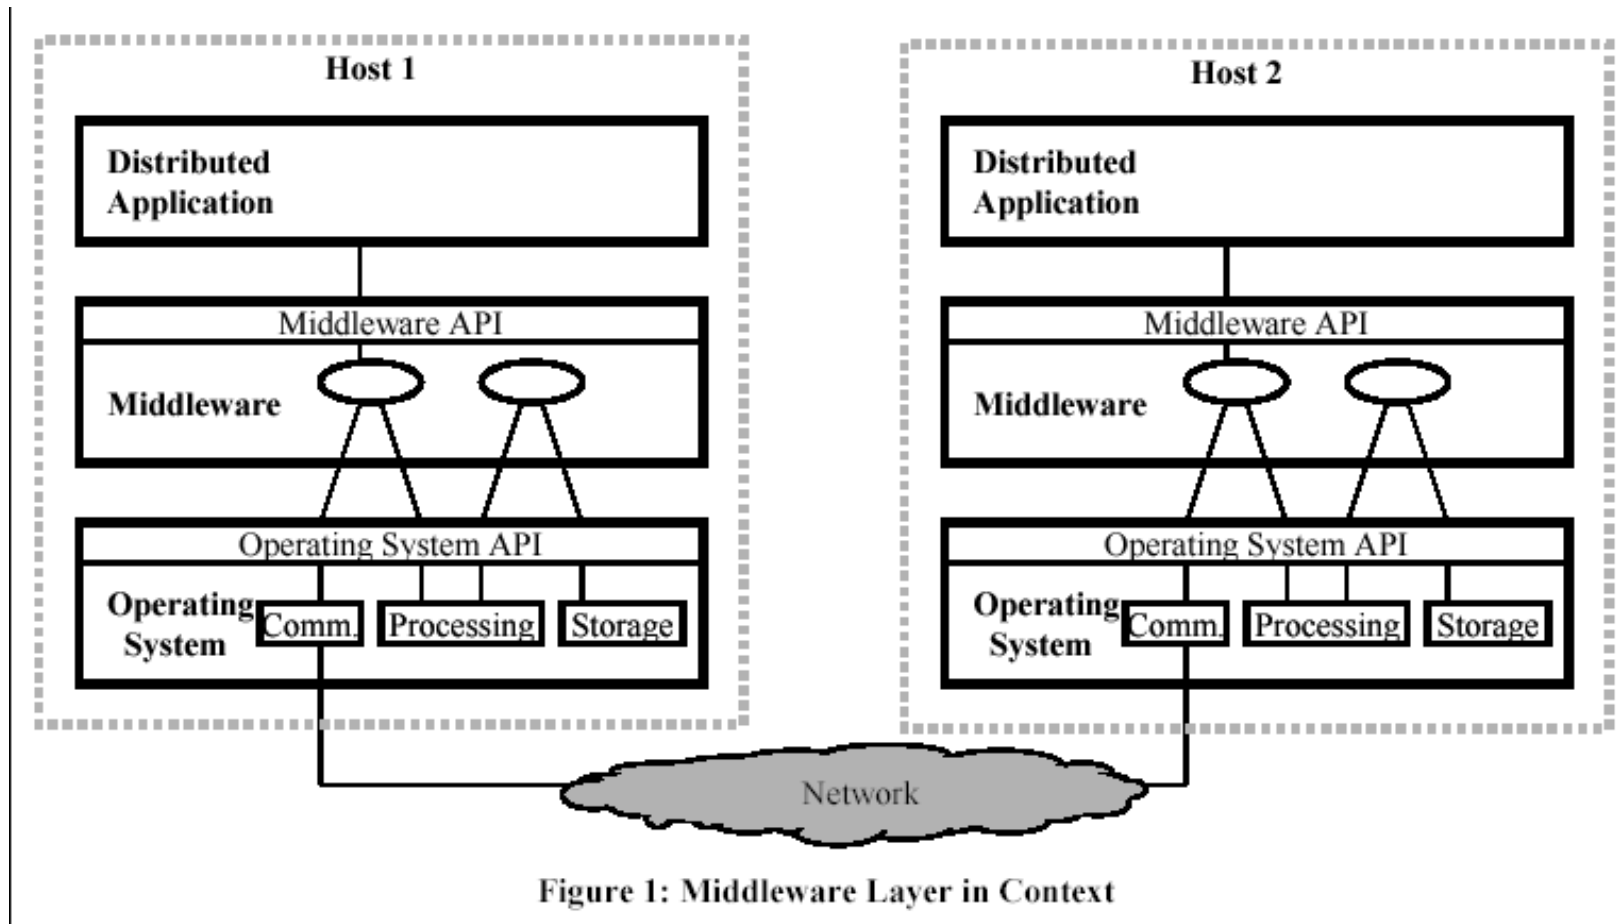 Host 1
Distributed
Application
Middleware API
Middleware
Operating System API
Operating
System
Comm.
Processing
Storage
Host 2
Distributed
Application
Middleware API
Middleware
Operating System API
Operating
System
Comm.
Processing
Storage
Network
Figure 1: Middleware Layer in Context